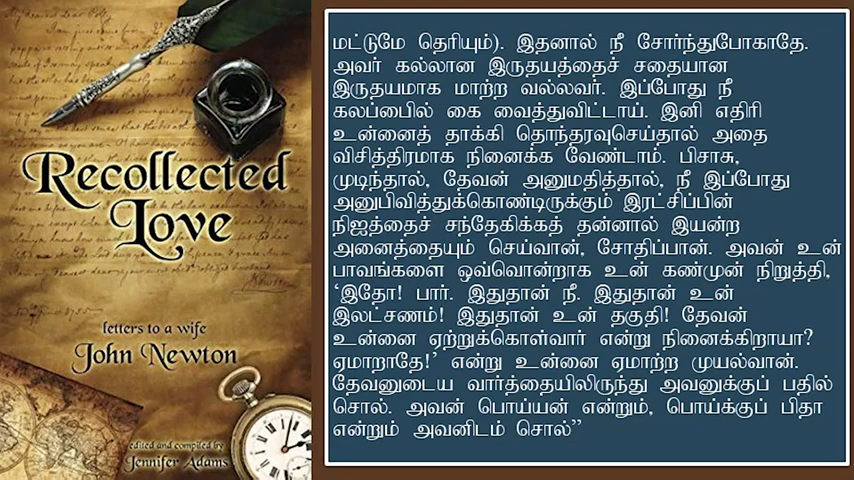 Recollected
Love
letters to a wife
John Newton
edited and compiled by
Jennifer Adams
மட்டுமே தெரியும்). இதனால் நீ சோர்ந்துபோகாதே.
அவர் கல்லான இருதயத்தைச் சதையான
இருதயமாக மாற்ற வல்லவர். இப்போது நீ
கலப்பைில் கை வைத்துவிட்டாய். இனி எதிரி
உன்னைத் தாக்கி தொந்தரவுசெய்தால் அதை
விசித்திரமாக நினைக்க வேண்டாம். பிசாசு,
முடிந்தால், தேவன் அனுமதித்தால், நீ இப்போது
அனுபிவித்துக்கொண்டிருக்கும் இரட்சிப்பின்
நிஜத்தைச் சந்தேகிக்கத் தன்னால் இயன்ற
அனைத்தையும் செய்வான், சோதிப்பான். அவன் உன்
பாவங்களை ஒவ்வொன்றாக உன் கண்முன் நிறுத்தி,
‘இதோ! பார். இதுதான் நீ. இதுதான் உன்
இலட்சணம்! இதுதான் உன் தகுதி! தேவன்
உன்னை ஏற்றுக்கொள்வார் என்று நினைக்கிறாயா?
ஏமாறாதே!’ என்று உன்னை ஏமாற்ற முயல்வான்.
தேவனுடைய வார்த்தையிலிருந்து அவனுக்குப் பதில்
சொல். அவன் பொய்யன் என்றும், பொய்க்குப் பிதா
என்றும் அவனிடம் சொல்”